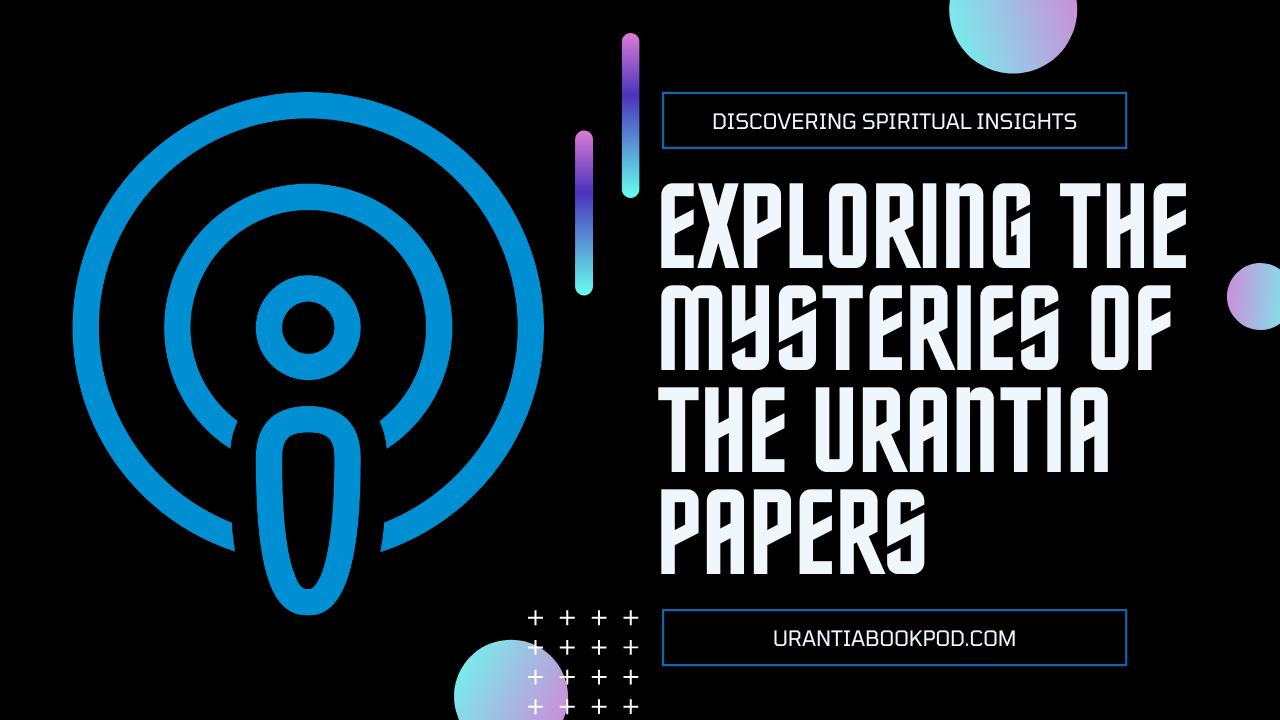 DISCOVERING SPIRITUAL INSIGHTS
EXPLORING THE
MYSTERIES OF
THE URANTIA
PAPERS
URANTIABOOKPOD.COM